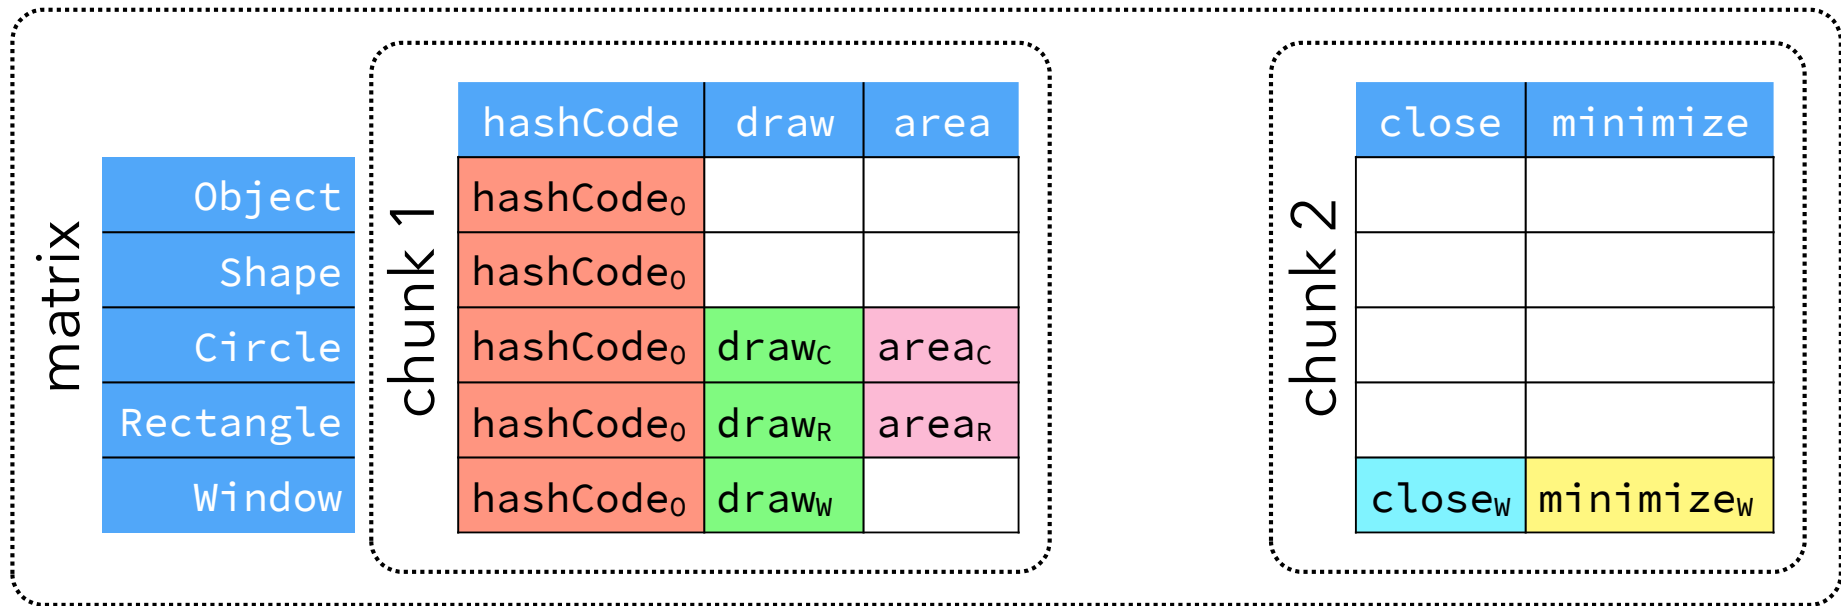 matrix
chunk 1
chunk 2
hashCode draw area close minimize
Object hashCodeO
Shape hashCodeO
Circle hashCodeO drawC areaC
Rectangle hashCodeO drawR areaR
Window hashCodeO drawW closeW minimizeW